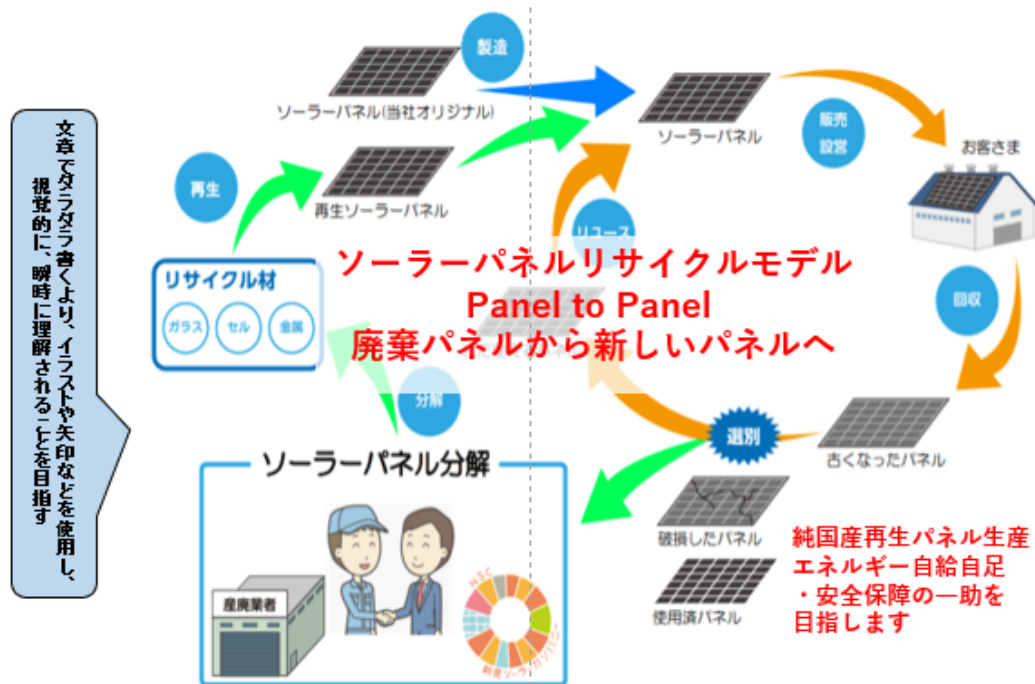 製造
ソーラーパネル(当社オリジナル)
ソーラーパネル
販売
設営
お客さま
再生
再生ソーラーパネル
リユース
文章でダラダラ書くより、イラストや矢印などを使用し、
視覚的に、瞬時に理解されることを目指す
リサイクル材
ガラス
セル
金属
ソーラーパネルリサイクルモデル
Panel to Panel
廃棄パネルから新しいパネルへ
回収
分解
選別
古くなったパネル
ソーラーパネル分解
破損したパネル
使用済パネル
純国産再生パネル生産
エネルギー自給自足
・安全保障の一助を
目指します
産廃業者
NSC